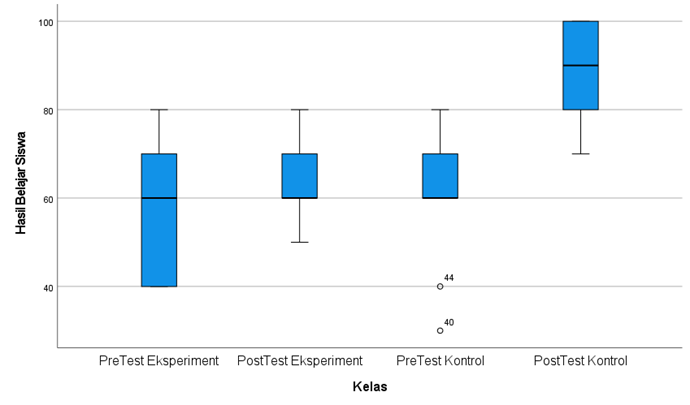 Hasil Belajar Siswa
100
80
60
40
44
40
PreTest Eksperiment
PostTest Eksperiment
PreTest Kontrol
PostTest Kontrol
Kelas